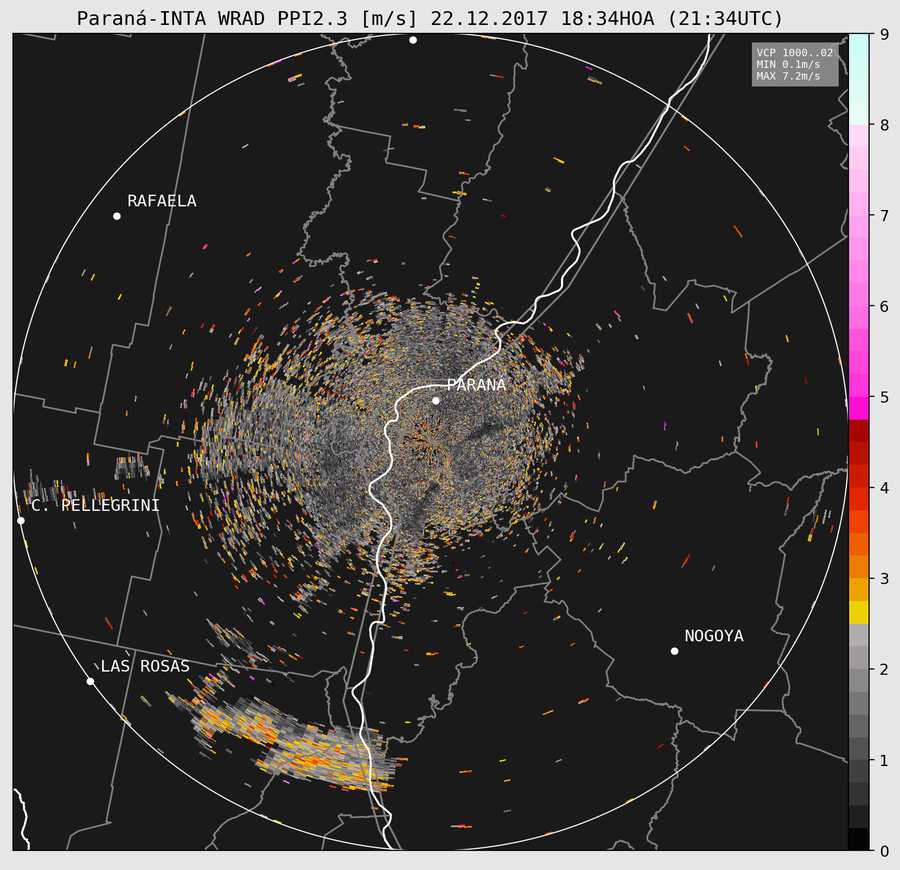 Paraná-INTA WRAD PPI2.3 [m/s] 22.12.2017 18:34HOA (21:34UTC)
VCP 1000..02
MIN 0.1m/s
MAX 7.2m/s
RAFAELA
PARANA
C. PELLEGRINI
LAS ROSAS
NOGOYA
9
8
7
6
5
4
3
2
1
0